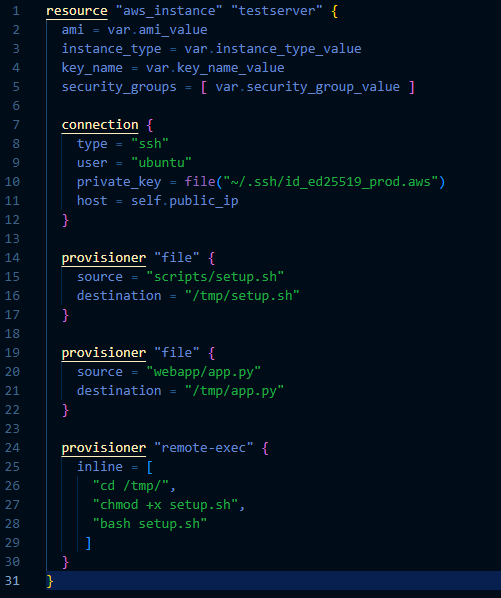 1 resource "aws_instance" "testserver" {
2   ami = var.ami_value
3   instance_type = var.instance_type_value
4   key_name = var.key_name_value
5   security_groups = [ var.security_group_value ]
6
7   connection {
8     type = "ssh"
9     user = "ubuntu"
10     private_key = file("~/.ssh/id_ed25519_prod.aws")
11     host = self.public_ip
12   }
13
14   provisioner "file" {
15     source = "scripts/setup.sh"
16     destination = "/tmp/setup.sh"
17   }
18
19   provisioner "file" {
20     source = "webapp/app.py"
21     destination = "/tmp/app.py"
22   }
23
24   provisioner "remote-exec" {
25     inline = [
26       "cd /tmp/",
27       "chmod +x setup.sh",
28       "bash setup.sh"
29      ]
30   }
31 }